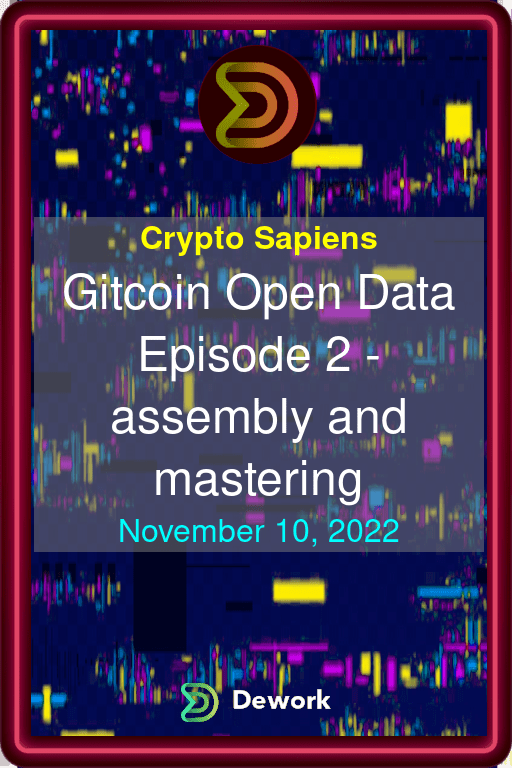 Crypto Sapiens
Gitcoin Open Data
Episode 2 -
assembly and
mastering
November 10, 2022
Dework